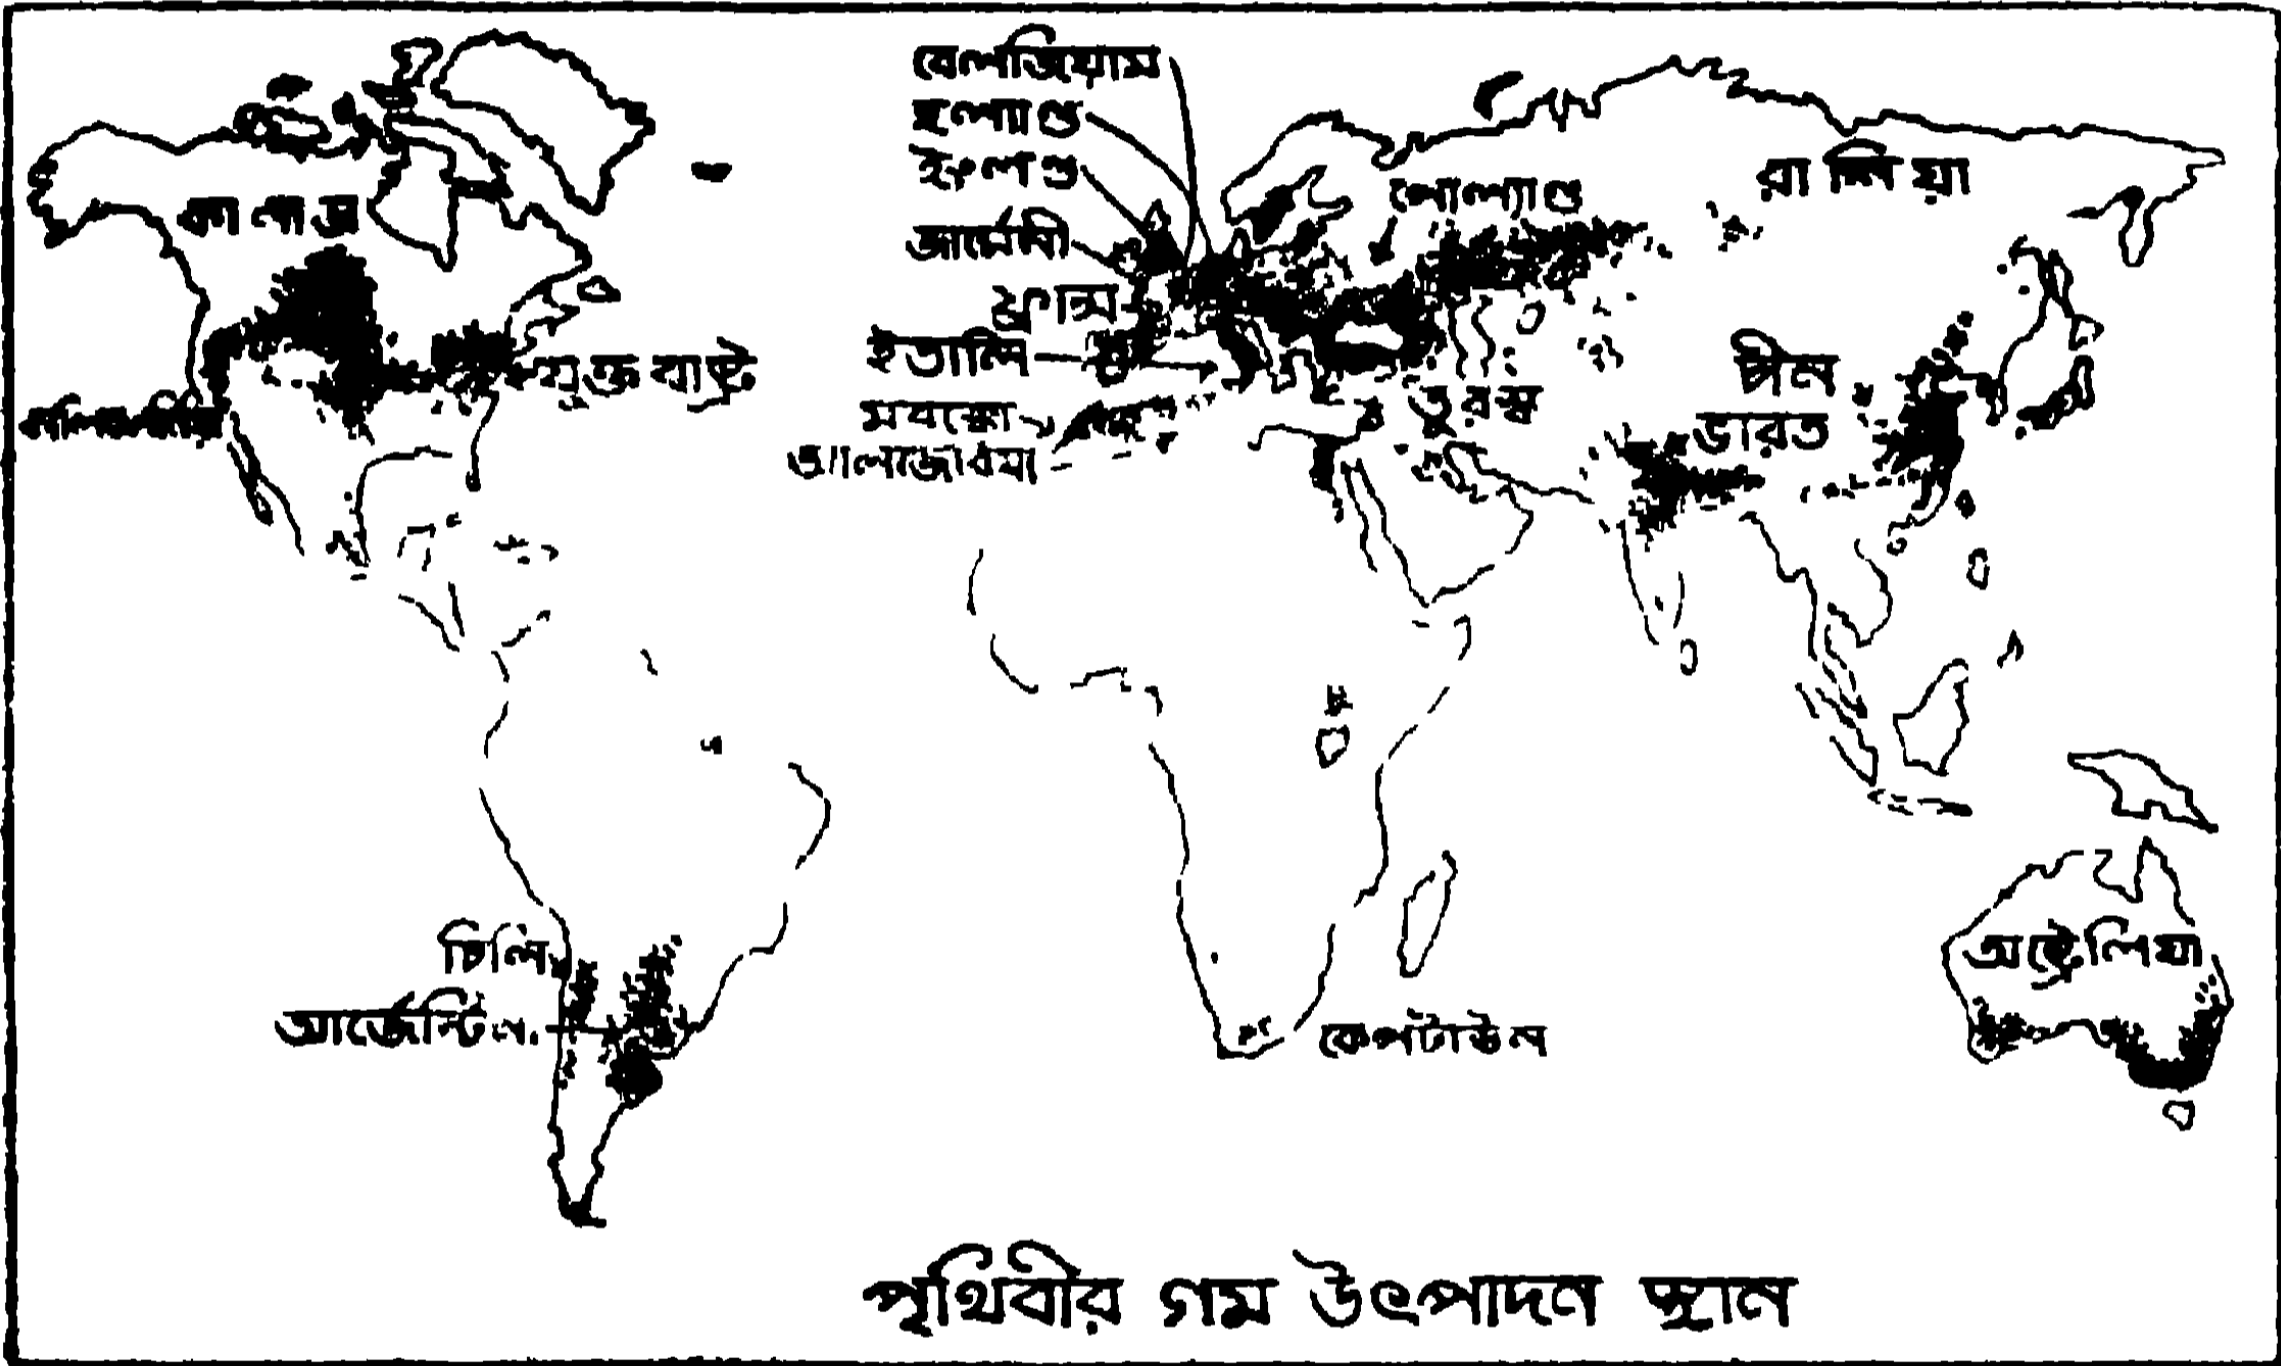 বেলজিয়াম
হল্যাণ্ড
ইংলণ্ড
পোল্যাণ্ড
রাশিয়া
কানাডা
জার্মেনী
ফ্রান্স
ইতালি
যুক্তরাষ্ট্র
চীন
তুরস্ক
ভারত
মরক্কো
আলজেরিয়া
চিলি
আর্জেন্টিনা
কেপটাউন
অষ্ট্রেলিয়া
পৃথিবীর গম উৎপাদন স্থান